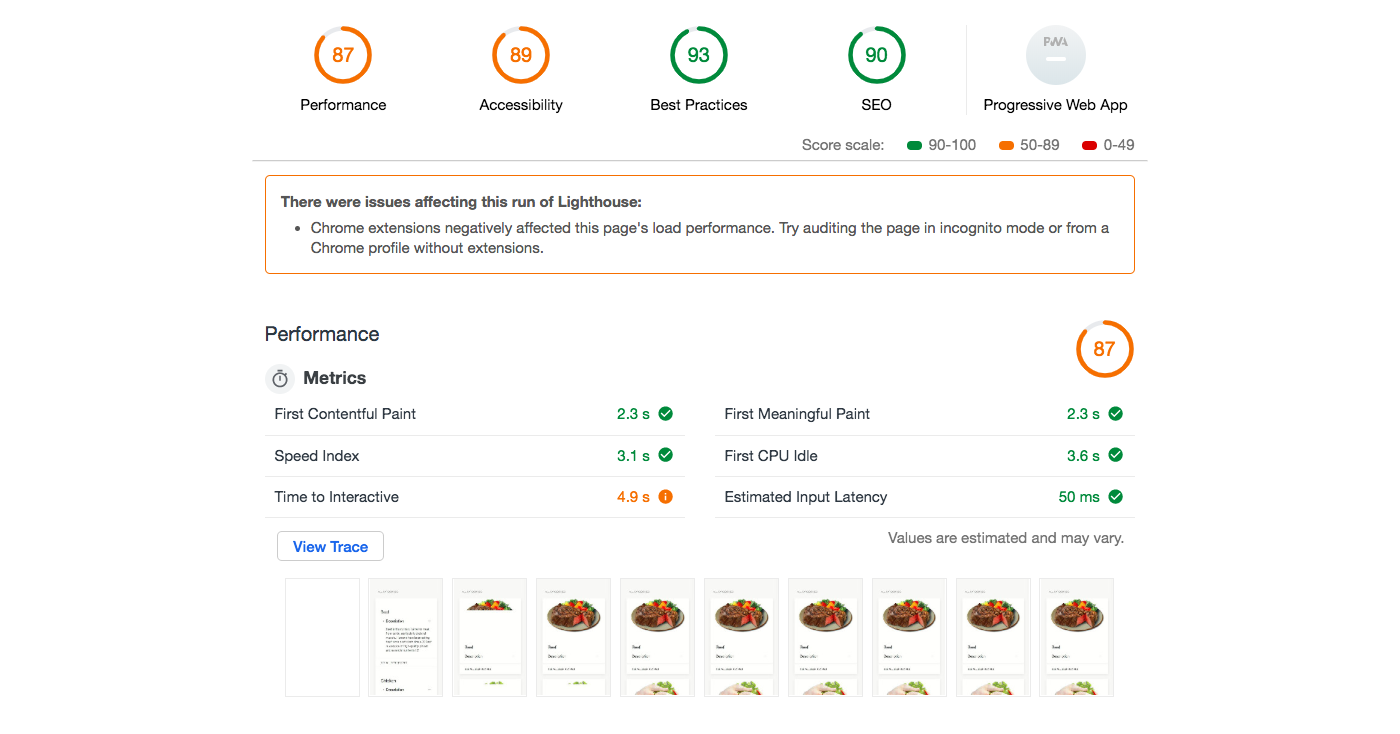 87
89
93
90
PWA
Performance
Accessibility
Best Practices
SEO
Progressive Web App
Score scale: 90-100 50-89 0-49
There were issues affecting this run of Lighthouse:
• Chrome extensions negatively affected this page's load performance. Try auditing the page in incognito mode or from a
Chrome profile without extensions.
Performance
87
Metrics
First Contentful Paint 2.3 s
First Meaningful Paint 2.3 s
Speed Index 3.1 s
First CPU Idle 3.6 s
Time to Interactive 4.9 s
Estimated Input Latency 50 ms
View Trace
Values are estimated and may vary.